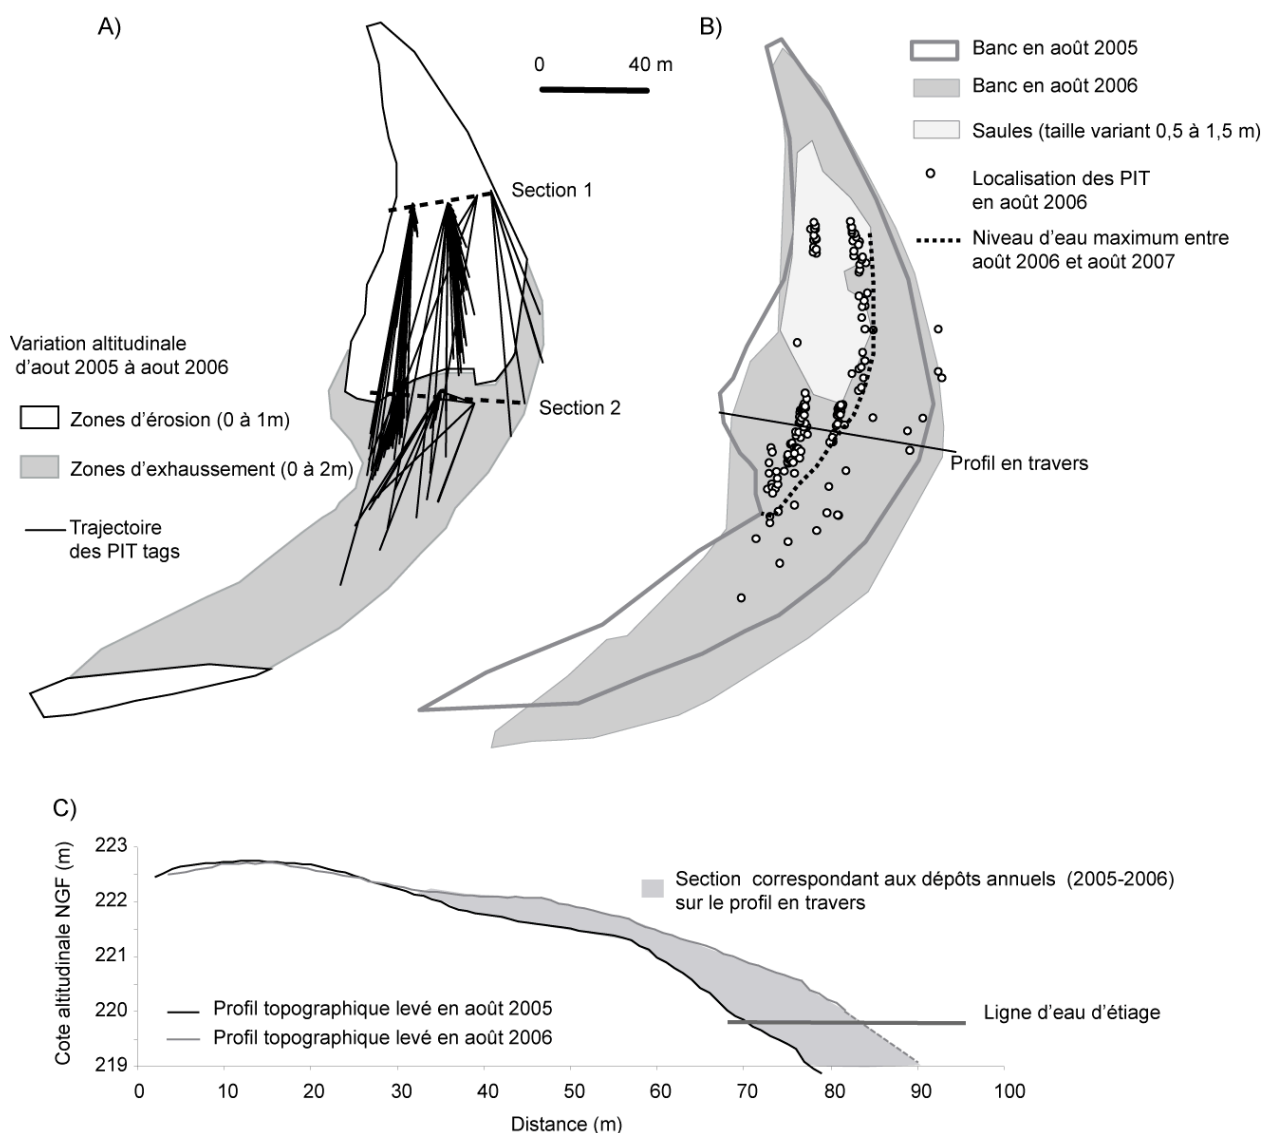 A)
0 40 m
Section 1
Section 2
Variation altitudinale
d'aout 2005 à aout 2006
Zones d'érosion (0 à 1m)
Zones d'exhaussement (0 à 2m)
Trajectoire
des PIT tags
B)
Banc en août 2005
Banc en août 2006
Saules (taille variant 0,5 à 1,5 m)
Localisation des PIT
en août 2006
Niveau d'eau maximum entre
août 2006 et août 2007
Profil en travers
C)
Cote altitudinale NGF (m)
223
222
221
220
219
Section correspondant aux dépôts annuels (2005-2006)
sur le profil en travers
Profil topographique levé en août 2005
Profil topographique levé en août 2006
Ligne d'eau d'étiage
0 10 20 30 40 50 60 70 80 90 100
Distance (m)